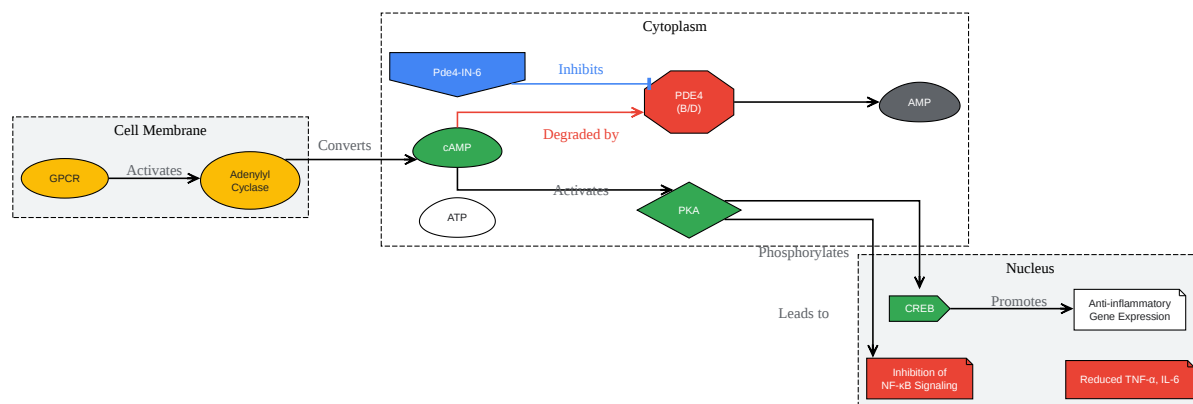 Cytoplasm
Pde4-IN-6
Inhibits
PDE4
(B/D)
AMP
Degraded by
Cell Membrane
GPCR
Activates
Adenylyl
Cyclase
Converts
cAMP
Activates
ATP
PKA
Phosphorylates
Nucleus
Leads to
CREB
Promotes
Anti-inflammatory
Gene Expression
Inhibition of
NF-κB Signaling
Reduced TNF-α, IL-6